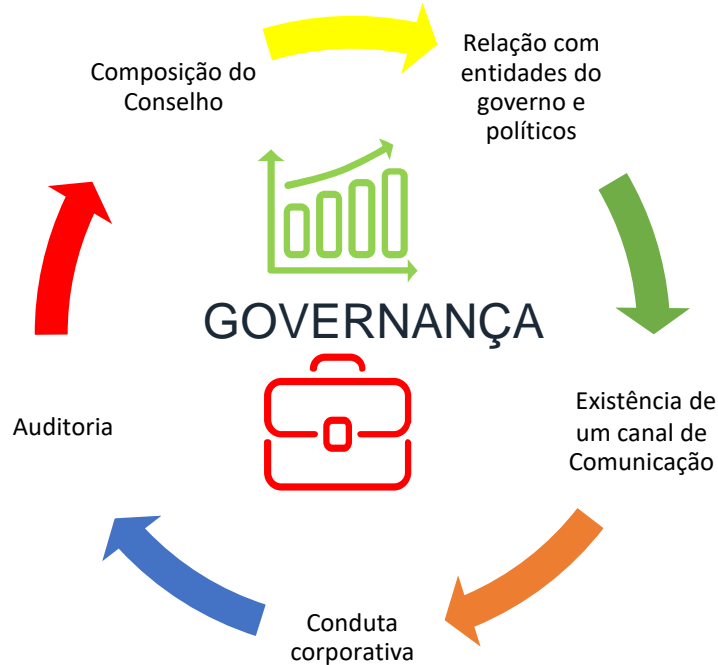 Composição do
Conselho
Relação com
entidades do
governo e
políticos
GOVERNANÇA
Existência de
um canal de
Comunicação
Auditoria
Conduta
corporativa